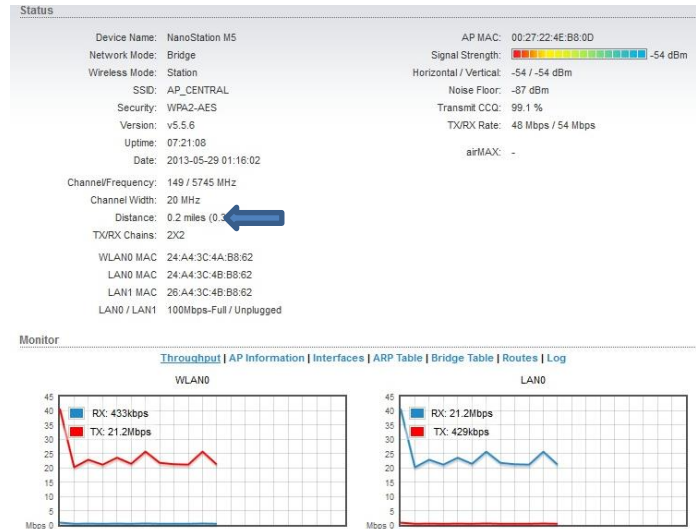 Status
Device Name: NanoStation M5
Network Mode: Bridge
Wireless Mode: Station
SSID: AP_CENTRAL
Security: WPA2-AES
Version: v5.5.6
Uptime: 07:21:08
Date: 2013-05-29 01:16:02
Channel/Frequency: 149 / 5745 MHz
Channel Width: 20 MHz
Distance: 0.2 miles (0.3
TX/RX Chains: 2X2
WLAN0 MAC 24:A4:3C:4A:B8:62
LAN0 MAC 24:A4:3C:4B:B8:62
LAN1 MAC 26:A4:3C:4B:B8:62
LAN0 / LAN1 100Mbps-Full / Unplugged
AP MAC: 00:27:22:4E:B8:0D
Signal Strength: -54 dBm
Horizontal / Vertical: -54 / -54 dBm
Noise Floor: -87 dBm
Transmit CCQ: 99.1 %
TX/RX Rate: 48 Mbps / 54 Mbps
airMAX: -
Monitor
Throughput | AP Information | Interfaces | ARP Table | Bridge Table | Routes | Log
WLAN0
45
40
35
30
25
20
15
10
5
Mbps 0
RX: 433kbps
TX: 21.2Mbps
LAN0
45
40
35
30
25
20
15
10
5
Mbps 0
RX: 21.2Mbps
TX: 429kbps